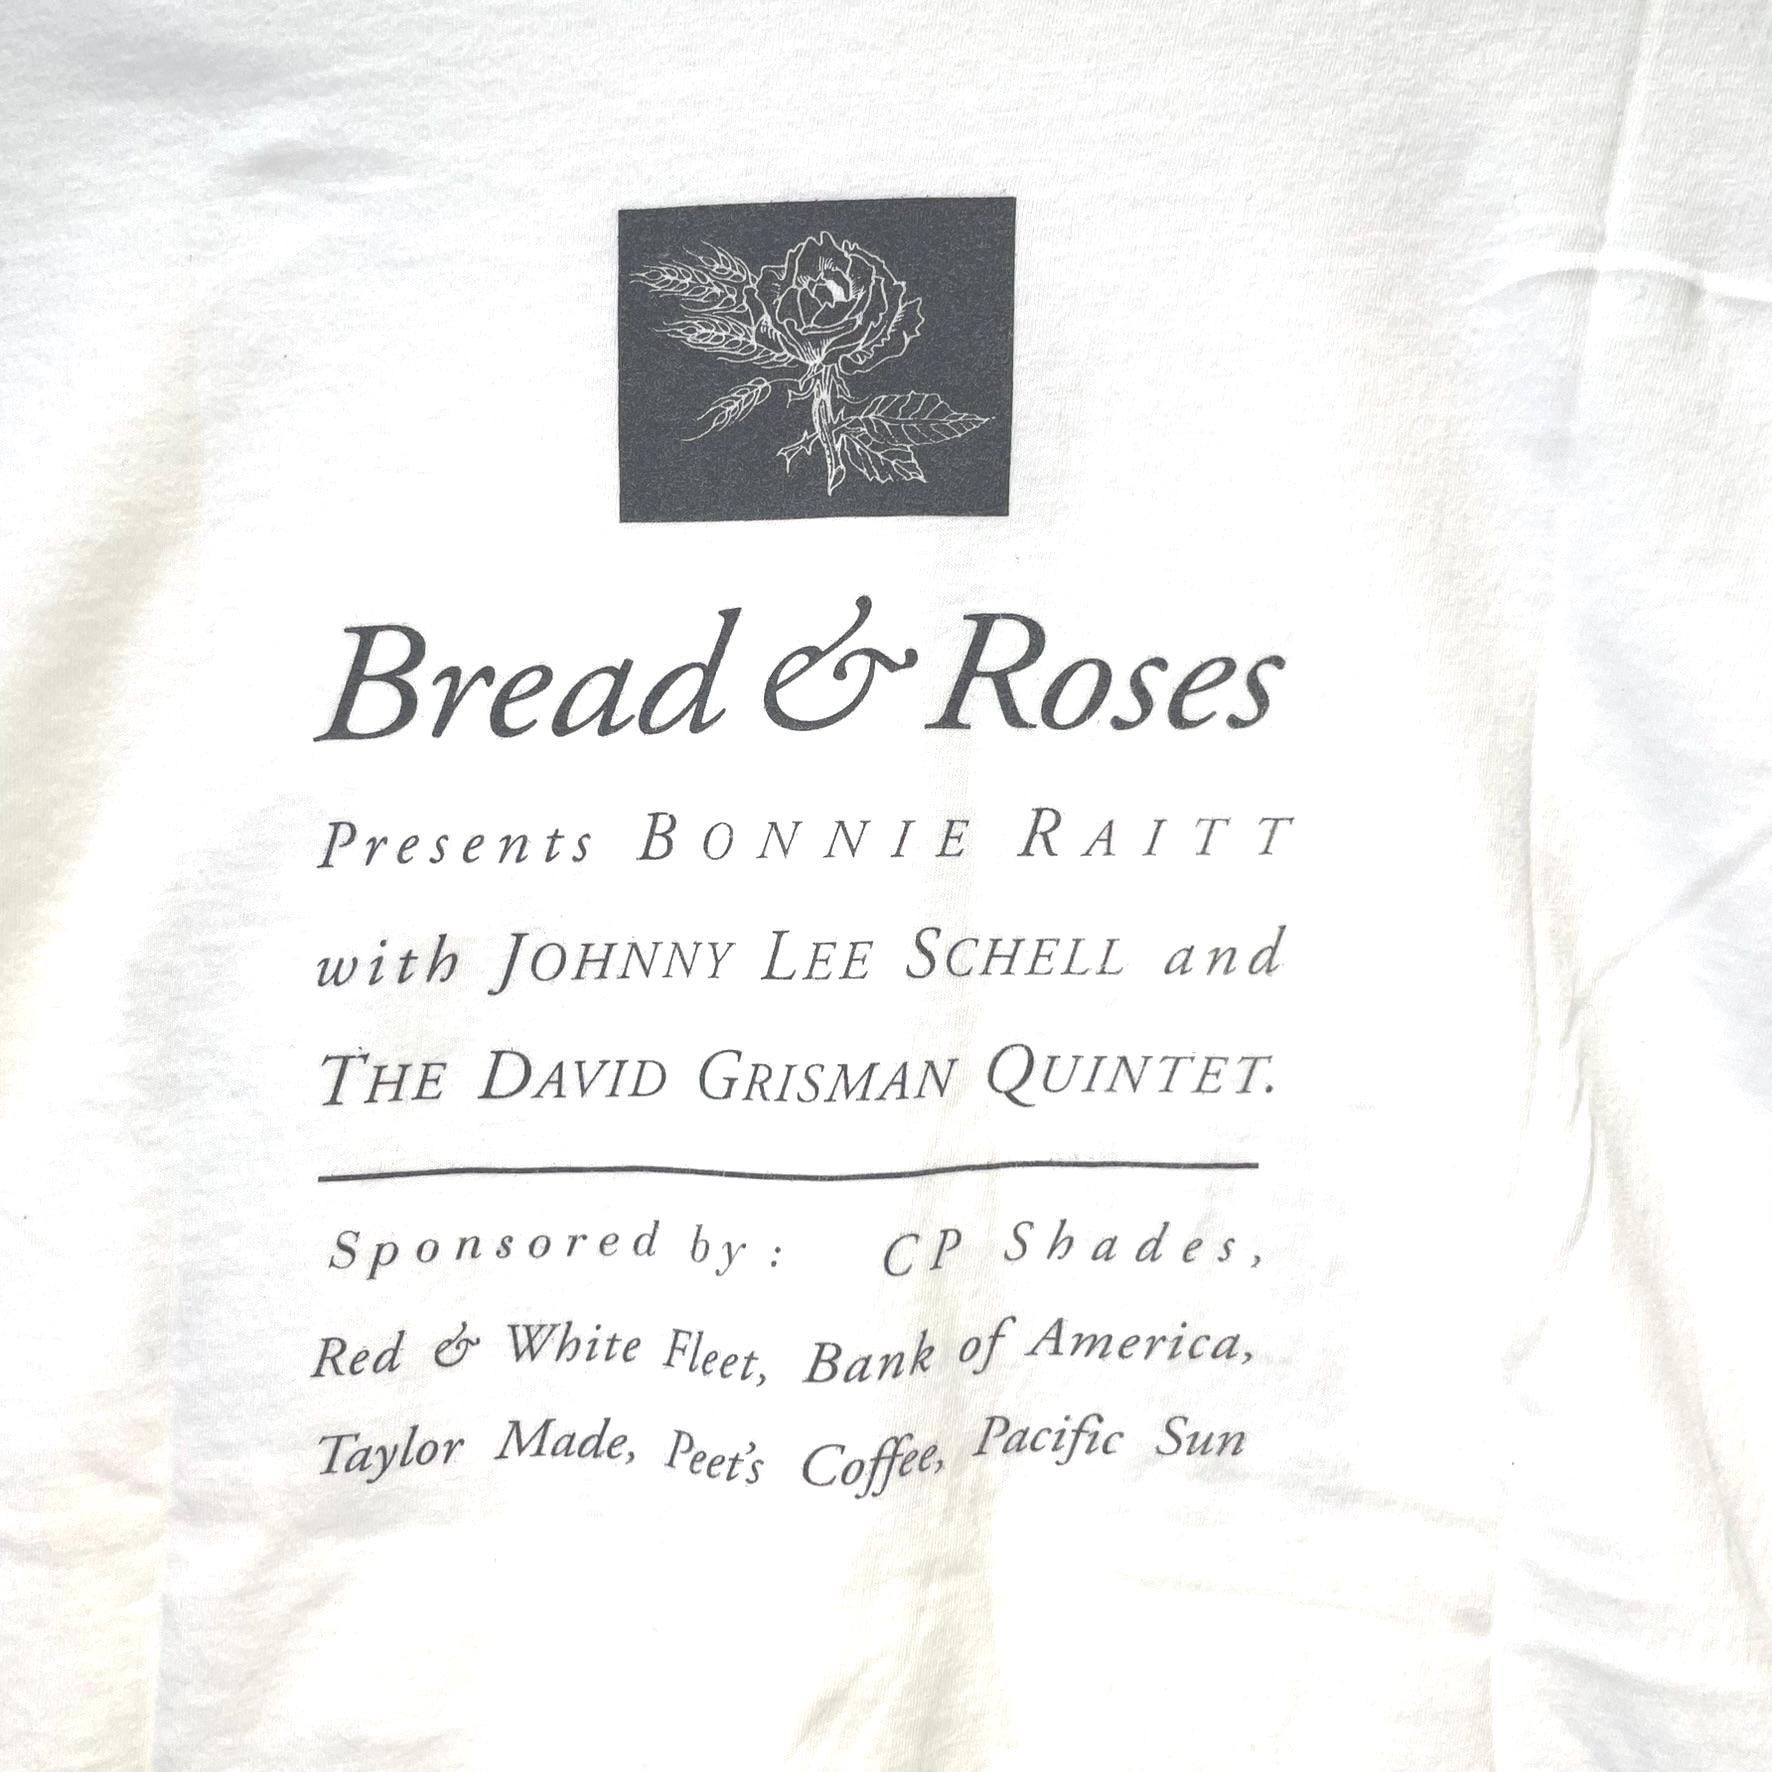 Bread & Roses
Presents BONNIE RAITT
with JOHNNY LEE SCHELL and
THE DAVID GRISMAN QUINTET.
Sponsored by: CP Shades,
Red & White Fleet, Bank of America,
Taylor Made, Peet's Coffee, Pacific Sun